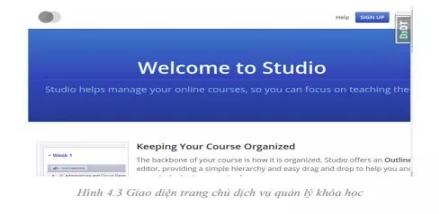 Help SIGN UP
DjDT
Welcome to Studio
Studio helps manage your online courses, so you can focus on teaching the
Keeping Your Course Organized
Week 1
The backbone of your course is how it is organized. Studio offers an Outline
editor, providing a simple hierarchy and easy drag and drop to help you and
Hình 4.3 Giao diện trang chủ dịch vụ quản lý khóa học